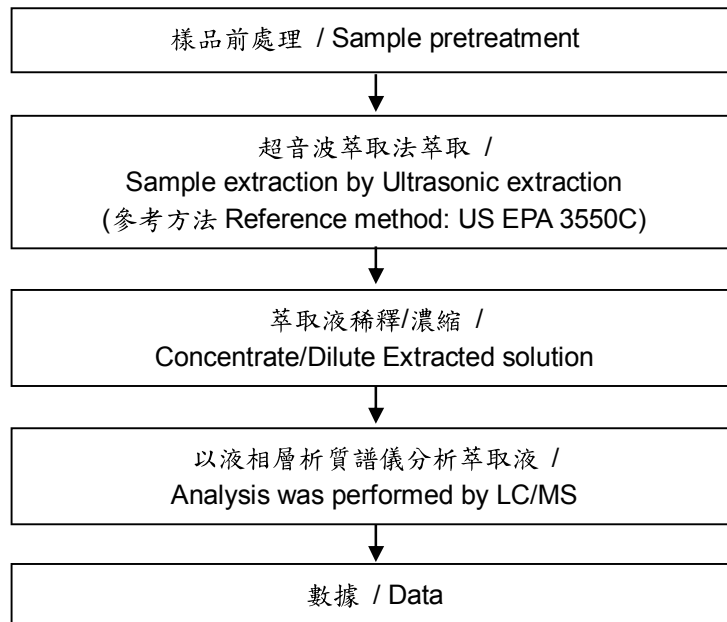 樣品前處理 / Sample pretreatment
超音波萃取法萃取 /
Sample extraction by Ultrasonic extraction
(參考方法 Reference method: US EPA 3550C)
萃取液稀釋/濃縮 /
Concentrate/Dilute Extracted solution
以液相層析質譜儀分析萃取液 /
Analysis was performed by LC/MS
數據 / Data